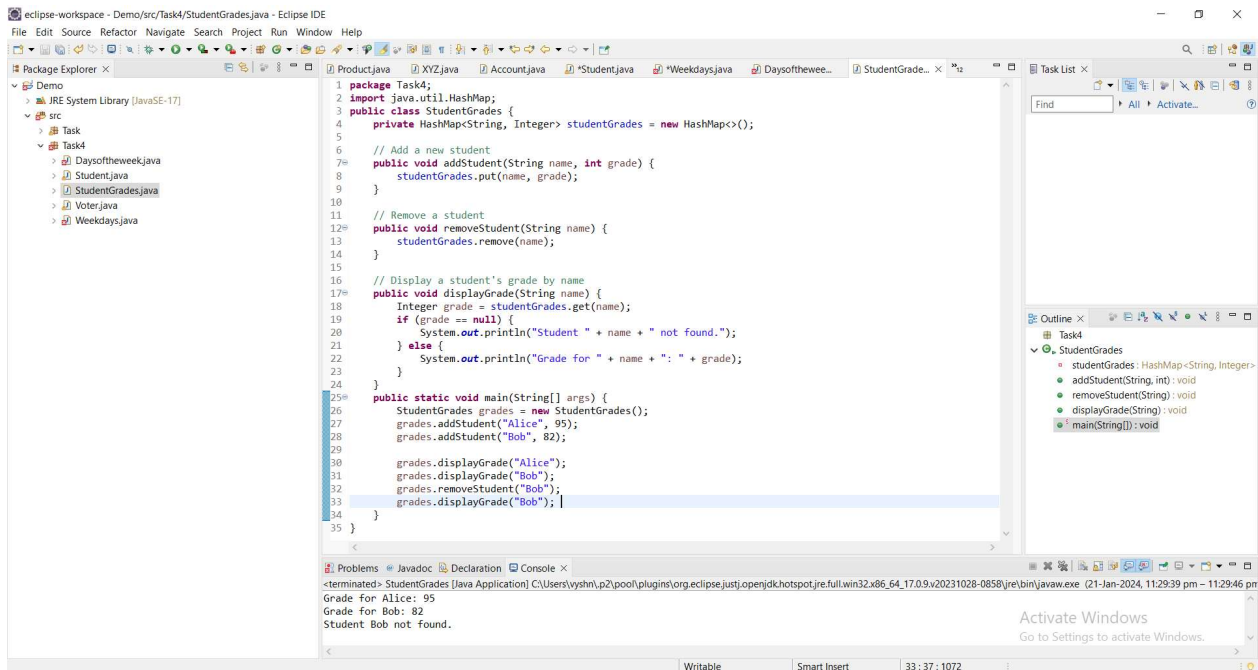 eclipse-workspace - Demo/src/Task4/StudentGrades.java - Eclipse IDE
File Edit Source Refactor Navigate Search Project Run Window Help
Package Explorer
Demo
JRE System Library [JavaSE-17]
src
Task
Task4
Daysoftheweek.java
Student.java
StudentGrades.java
Voter.java
Weekdays.java
Product.java XYZ.java Account.java *Student.java *Weekdays.java Daysofthewee... StudentGrade... »12
1 package Task4;
2 import java.util.HashMap;
3 public class StudentGrades {
4 private HashMap<String, Integer> studentGrades = new HashMap<>();
5
6 // Add a new student
7 public void addStudent(String name, int grade) {
8 studentGrades.put(name, grade);
9 }
10
11 // Remove a student
12 public void removeStudent(String name) {
13 studentGrades.remove(name);
14 }
15
16 // Display a student's grade by name
17 public void displayGrade(String name) {
18 Integer grade = studentGrades.get(name);
19 if (grade == null) {
20 System.out.println("Student " + name + " not found.");
21 } else {
22 System.out.println("Grade for " + name + ": " + grade);
23 }
24 }
25 public static void main(String[] args) {
26 StudentGrades grades = new StudentGrades();
27 grades.addStudent("Alice", 95);
28 grades.addStudent("Bob", 82);
29
30 grades.displayGrade("Alice");
31 grades.displayGrade("Bob");
32 grades.removeStudent("Bob");
33 grades.displayGrade("Bob");
34 }
35 }
Task List
Find All Activate...
Outline
Task4
StudentGrades
studentGrades : HashMap<String, Integer>
addStudent(String, int) : void
removeStudent(String) : void
displayGrade(String) : void
main(String[]) : void
Problems Javadoc Declaration Console
<terminated> StudentGrades [Java Application] C:\Users\vyshn\.p2\pool\plugins\org.eclipse.justj.openjdk.hotspot.jre.full.win32.x86_64_17.0.9.v20231028-0858\jre\bin\javaw.exe (21-Jan-2024, 11:29:39 pm – 11:29:46 pm
Grade for Alice: 95
Grade for Bob: 82
Student Bob not found.
Activate Windows
Go to Settings to activate Windows.
Writable Smart Insert 33 : 37 : 1072